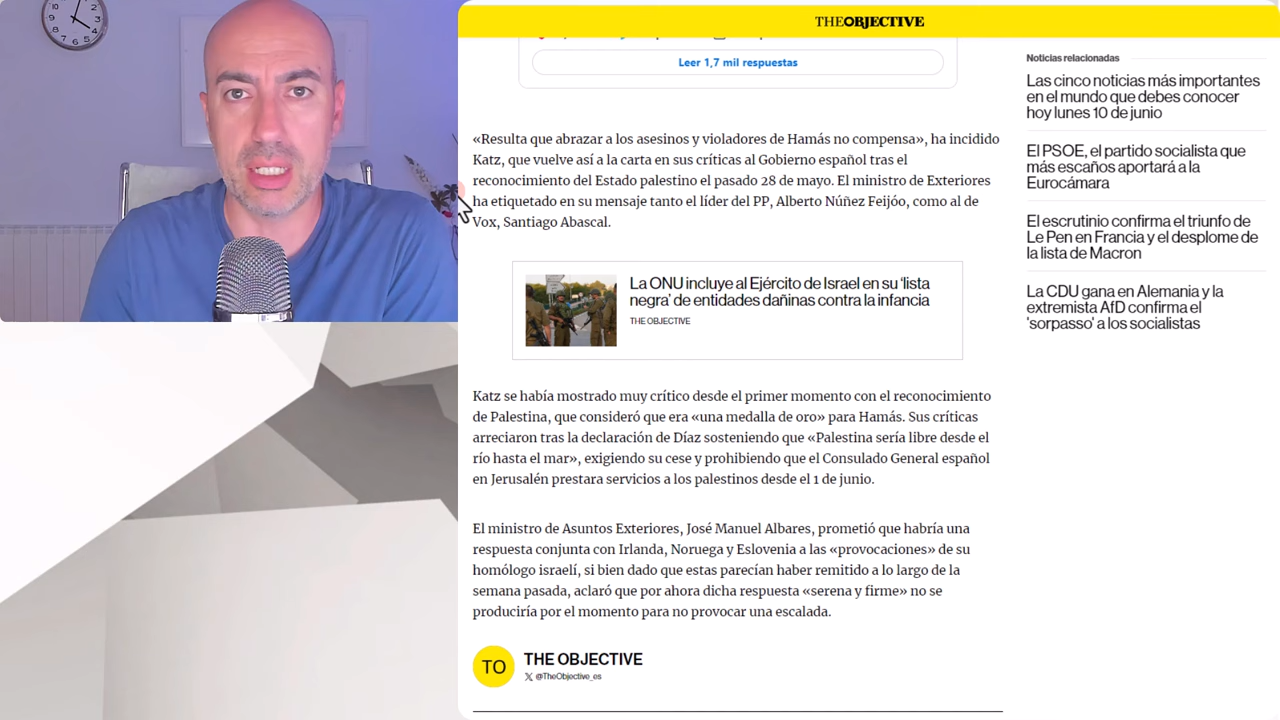 THEOBJECTIVE
Leer 1,7 mil respuestas
«Resulta que abrazar a los asesinos y violadores de Hamás no compensa», ha incidido
Katz, que vuelve así a la carta en sus críticas al Gobierno español tras el
reconocimiento del Estado palestino el pasado 28 de mayo. El ministro de Exteriores
ha etiquetado en su mensaje tanto el líder del PP, Alberto Núñez Feijóo, como al de
Vox, Santiago Abascal.
La ONU incluye al Ejército de Israel en su 'lista
negra' de entidades dañinas contra la infancia
THE OBJECTIVE
Katz se había mostrado muy crítico desde el primer momento con el reconocimiento
de Palestina, que consideró que era «una medalla de oro» para Hamás. Sus críticas
arreciaron tras la declaración de Díaz sosteniendo que «Palestina sería libre desde el
río hasta el mar», exigiendo su cese y prohibiendo que el Consulado General español
en Jerusalén prestara servicios a los palestinos desde el 1 de junio.
El ministro de Asuntos Exteriores, José Manuel Albares, prometió que habría una
respuesta conjunta con Irlanda, Noruega y Eslovenia a las «provocaciones» de su
homólogo israelí, si bien dado que estas parecían haber remitido a lo largo de la
semana pasada, aclaró que por ahora dicha respuesta «serena y firme» no se
produciría por el momento para no provocar una escalada.
TO
THE OBJECTIVE
@TheObjective_es
Noticias relacionadas
Las cinco noticias más importantes
en el mundo que debes conocer
hoy lunes 10 de junio
El PSOE, el partido socialista que
más escaños aportará a la
Eurocámara
El escrutinio confirma el triunfo de
Le Pen en Francia y el desplome de
la lista de Macron
La CDU gana en Alemania y la
extremista AfD confirma el
'sorpasso' a los socialistas